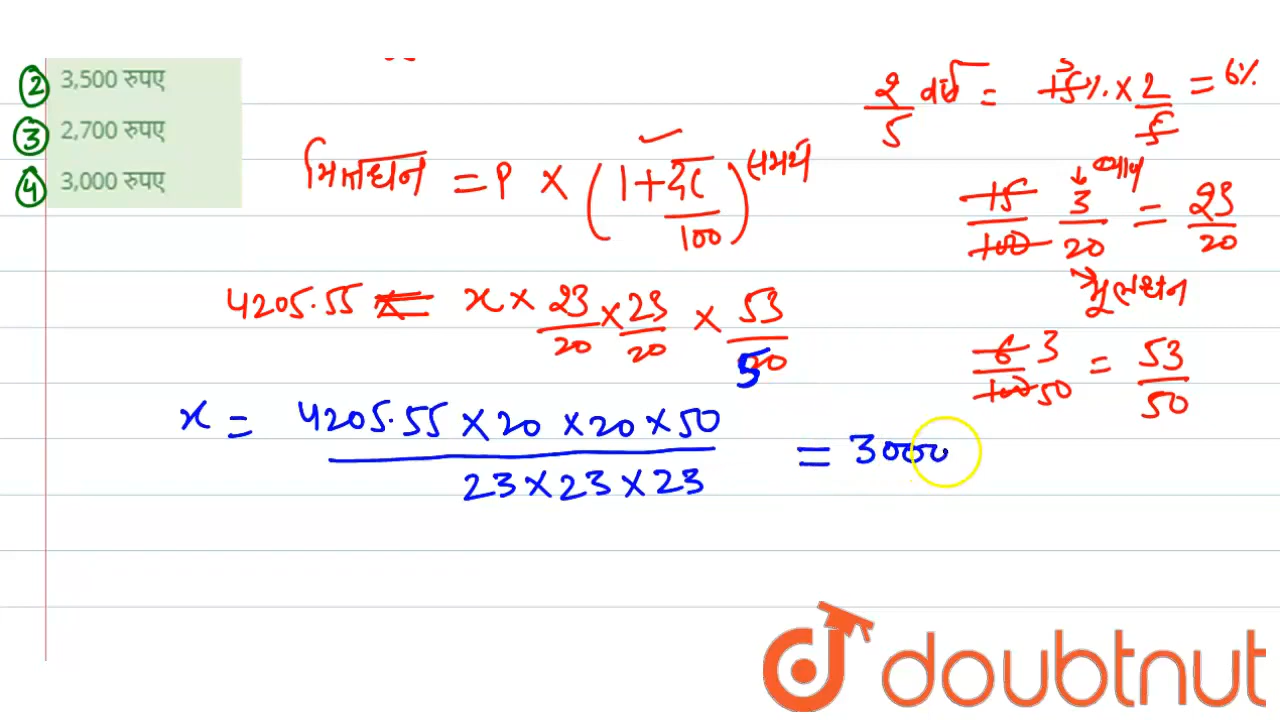 ② 3,500 रुपए
③ 2,700 रुपए
④ 3,000 रुपए
2/5 वर्ष = 15% × 2/5 = 6%
3
मिश्रधन = P × (1 + दर/100)^समय
ब्याज
15/100 3/20 = 23/20
मूलधन
4205.55 = x × 23/20 × 23/20 × 53/50
5
6/100 3/50 = 53/50
x = 4205.55 × 20 × 20 × 50 / 23 × 23 × 23 = 3000
doubtnut